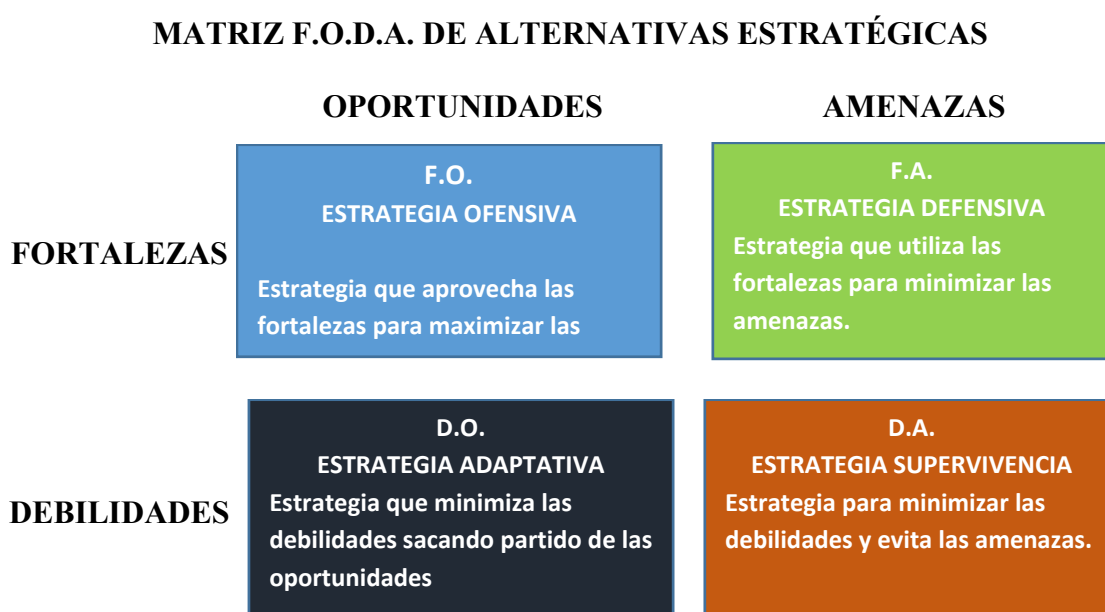 MATRIZ F.O.D.A. DE ALTERNATIVAS ESTRATÉGICAS
OPORTUNIDADES
AMENAZAS
FORTALEZAS
F.O.
ESTRATEGIA OFENSIVA
Estrategia que aprovecha las
fortalezas para maximizar las
F.A.
ESTRATEGIA DEFENSIVA
Estrategia que utiliza las
fortalezas para minimizar las
amenazas.
DEBILIDADES
D.O.
ESTRATEGIA ADAPTATIVA
Estrategia que minimiza las
debilidades sacando partido de las
oportunidades
D.A.
ESTRATEGIA SUPERVIVENCIA
Estrategia para minimizar las
debilidades y evita las amenazas.